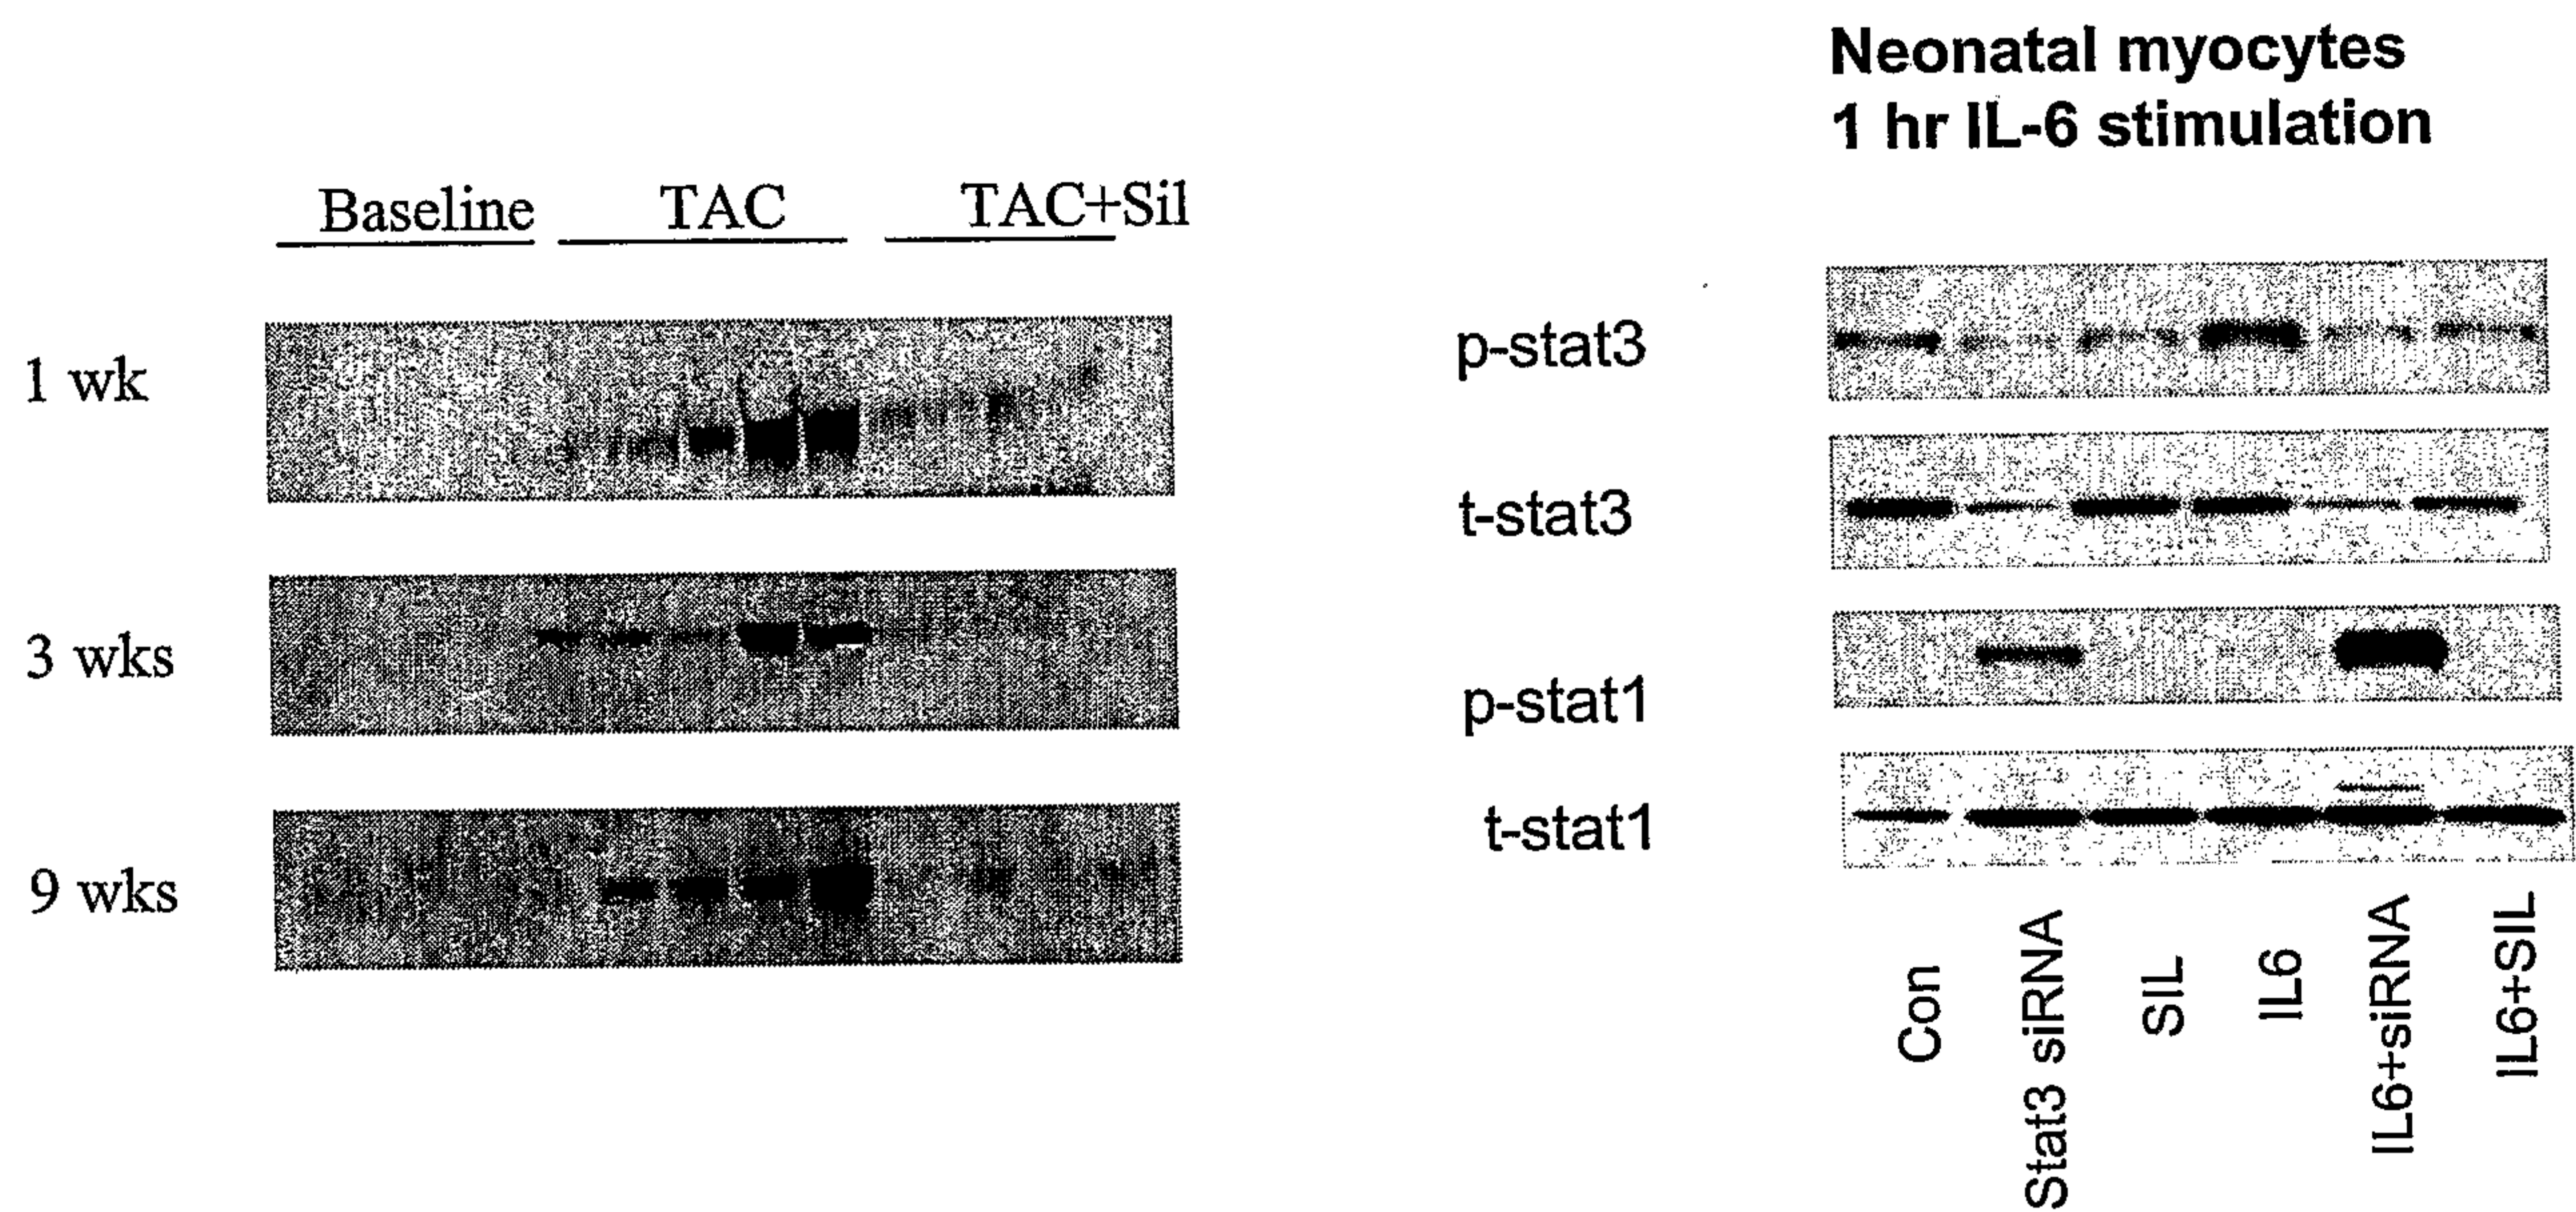 Neonatal myocytes
1 hr IL-6 stimulation
Baseline TAC TAC+Sil
1 wk
3 wks
9 wks
p-stat3
t-stat3
p-stat1
t-stat1
Con
Stat3 siRNA
SIL
IL6
IL6+siRNA
IL6+SIL